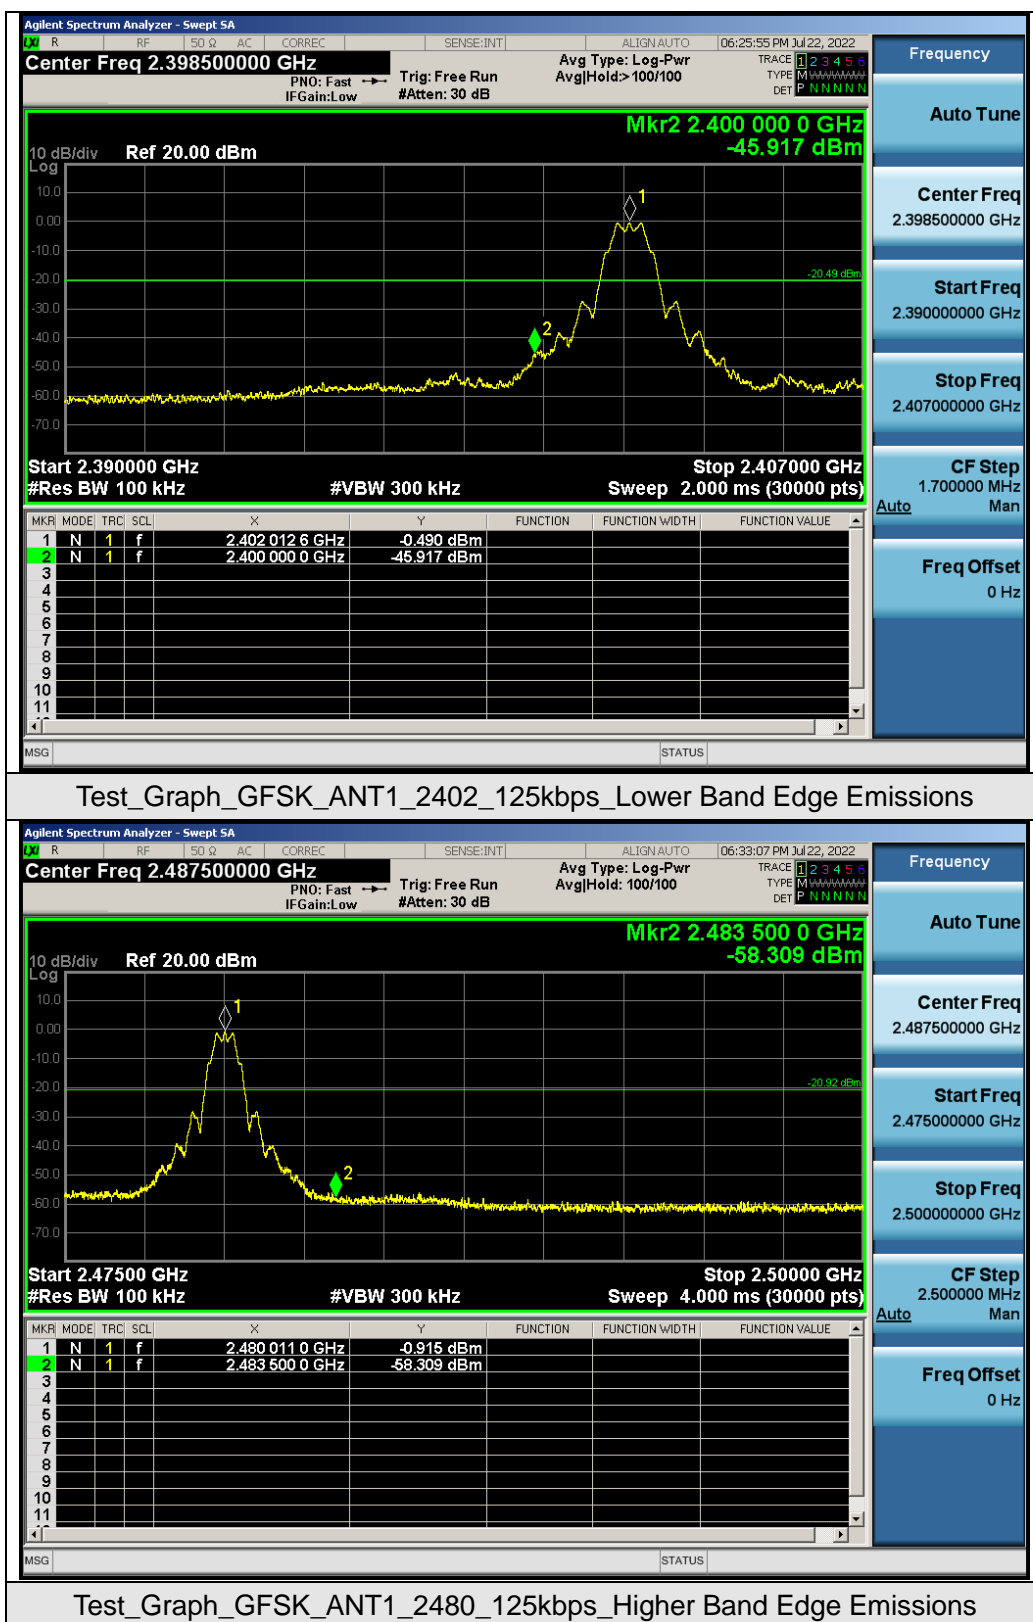 Agilent Spectrum Analyzer - Swept SA
LXI R RF 50 Ω AC CORREC SENSE:INT ALIGN AUTO 06:25:55 PM Jul 22, 2022
Center Freq 2.398500000 GHz
PNO: Fast
IFGain:Low
Trig: Free Run
#Atten: 30 dB
Avg Type: Log-Pwr
Avg|Hold:>100/100
TRACE 1 2 3 4 5 6
TYPE M
DET P N N N N N
Mkr2 2.400 000 0 GHz
-45.917 dBm
10 dB/div Ref 20.00 dBm
Log
10.0
0.00
-10.0
-20.0
-30.0
-40.0
-50.0
-60.0
-70.0
1
-20.49 dBm
2
Start 2.390000 GHz Stop 2.407000 GHz
#Res BW 100 kHz #VBW 300 kHz Sweep 2.000 ms (30000 pts)
MKR MODE TRC SCL X Y FUNCTION FUNCTION WIDTH FUNCTION VALUE
1 N 1 f 2.402 012 6 GHz -0.490 dBm
2 N 1 f 2.400 000 0 GHz -45.917 dBm
3
4
5
6
7
8
9
10
11
MSG STATUS
Frequency
Auto Tune
Center Freq
2.398500000 GHz
Start Freq
2.390000000 GHz
Stop Freq
2.407000000 GHz
CF Step
1.700000 MHz
Auto Man
Freq Offset
0 Hz
Test_Graph_GFSK_ANT1_2402_125kbps_Lower Band Edge Emissions
Agilent Spectrum Analyzer - Swept SA
LXI R RF 50 Ω AC CORREC SENSE:INT ALIGN AUTO 06:33:07 PM Jul 22, 2022
Center Freq 2.487500000 GHz
PNO: Fast
IFGain:Low
Trig: Free Run
#Atten: 30 dB
Avg Type: Log-Pwr
Avg|Hold: 100/100
TRACE 1 2 3 4 5 6
TYPE M
DET P N N N N N
Mkr2 2.483 500 0 GHz
-58.309 dBm
10 dB/div Ref 20.00 dBm
Log
10.0
0.00
-10.0
-20.0
-30.0
-40.0
-50.0
-60.0
-70.0
1
-20.92 dBm
2
Start 2.47500 GHz Stop 2.50000 GHz
#Res BW 100 kHz #VBW 300 kHz Sweep 4.000 ms (30000 pts)
MKR MODE TRC SCL X Y FUNCTION FUNCTION WIDTH FUNCTION VALUE
1 N 1 f 2.480 011 0 GHz -0.915 dBm
2 N 1 f 2.483 500 0 GHz -58.309 dBm
3
4
5
6
7
8
9
10
11
MSG STATUS
Frequency
Auto Tune
Center Freq
2.487500000 GHz
Start Freq
2.475000000 GHz
Stop Freq
2.500000000 GHz
CF Step
2.500000 MHz
Auto Man
Freq Offset
0 Hz
Test_Graph_GFSK_ANT1_2480_125kbps_Higher Band Edge Emissions